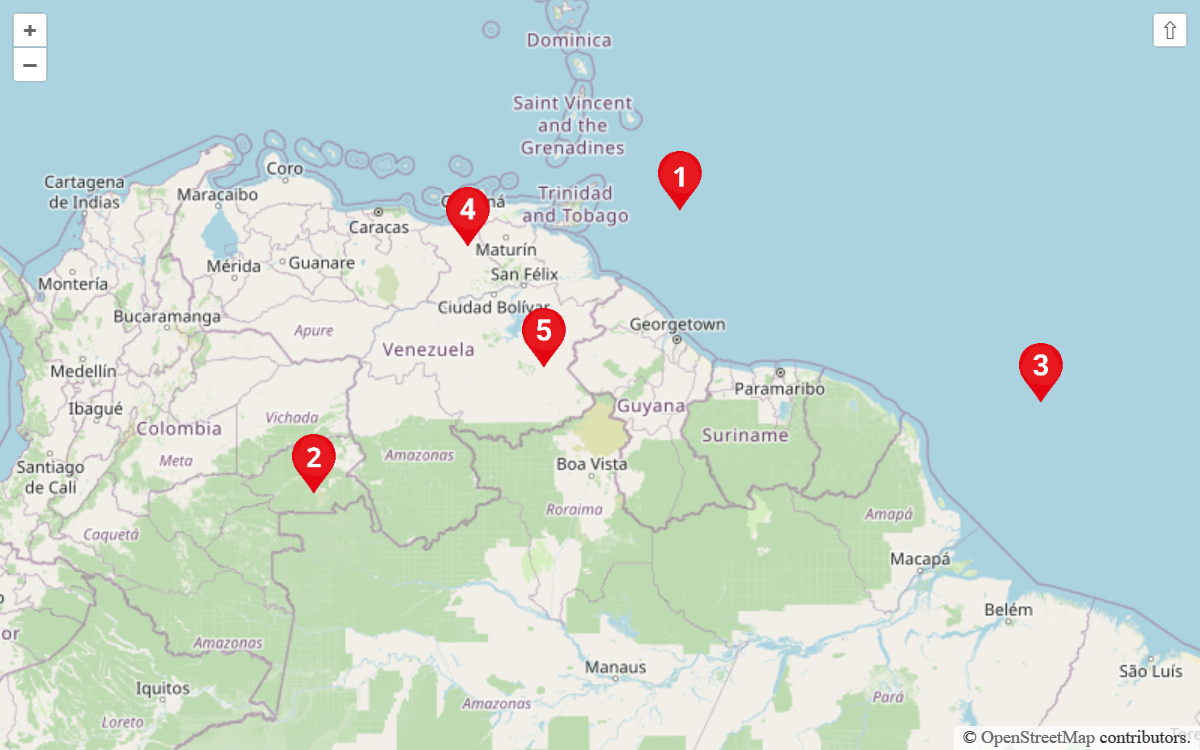 +
−
⇧
Dominica
Saint Vincent
and the
Grenadines
1
Coro
Cartagena
de Indias
Maracaibo
Trinidad
and Tobago
4
Caracas
Maturín
Mérida
Guanare
San Félix
Montería
Ciudad Bolívar
Bucaramanga
Apure
5
Georgetown
Venezuela
3
Medellín
Paramaribo
Ibagué
Guyana
Vichada
Colombia
Suriname
Meta
2
Amazonas
Boa Vista
Santiago
de Cali
Roraima
Amapá
Caquetá
Macapá
Belém
Amazonas
Manaus
São Luís
Iquitos
Pará
Amazonas
Loreto
© OpenStreetMap contributors.